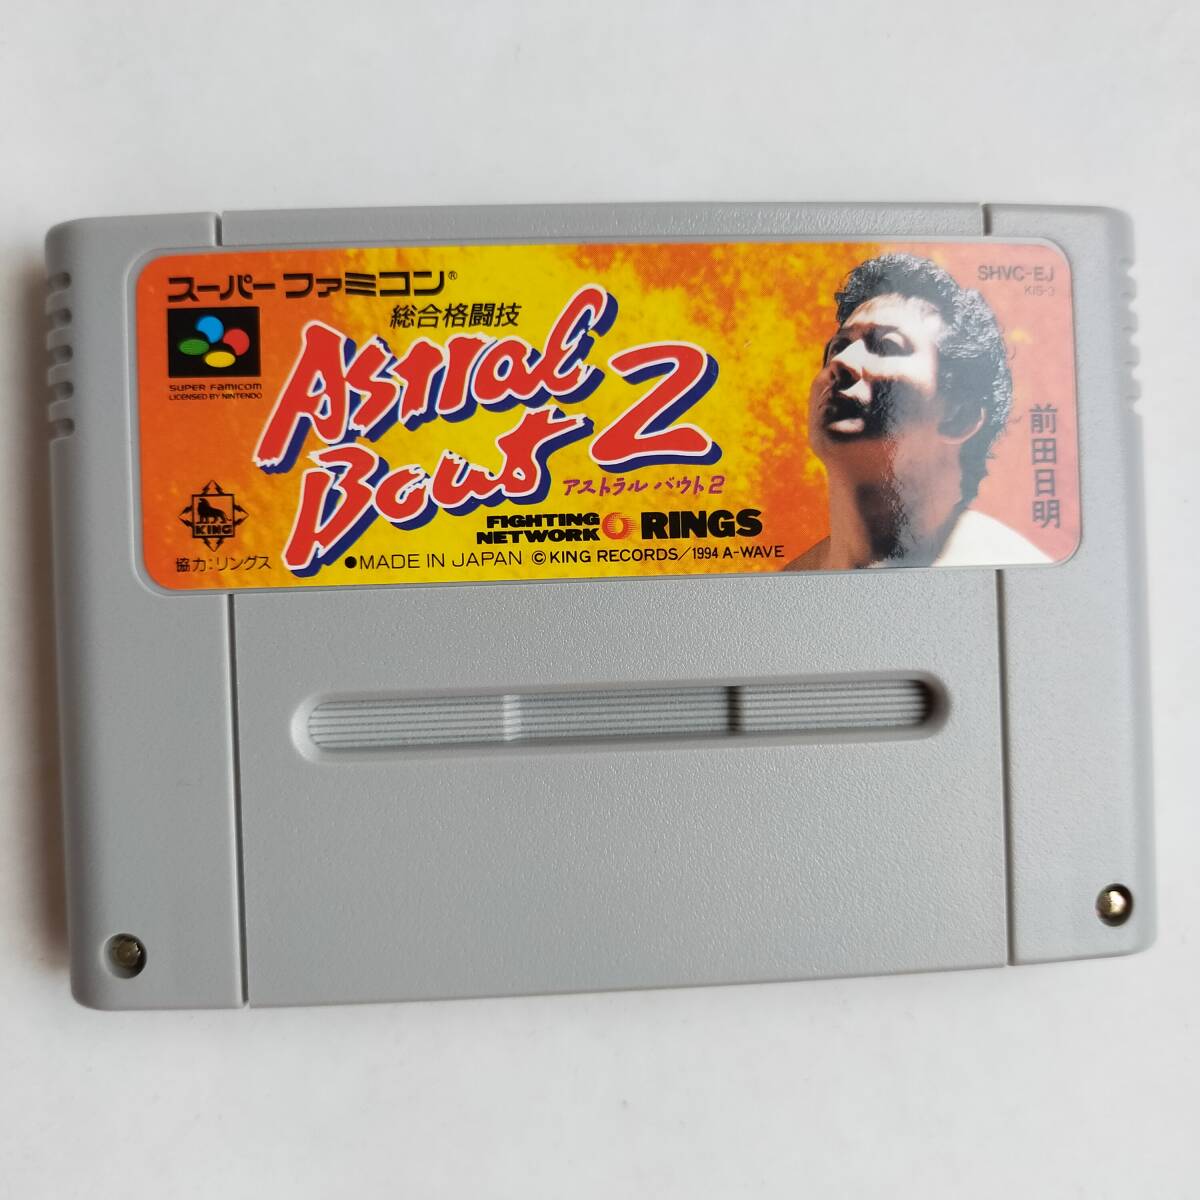 スーパーファミコン®
SUPER FAMICOM
LICENSED BY NINTENDO
総合格闘技
Astral
Bout 2
アストラル バウト2
FIGHTING
NETWORK RINGS
KING
協力:リングス
●MADE IN JAPAN ©KING RECORDS/1994 A-WAVE
SHVC-EJ
KIS-3
前田日明